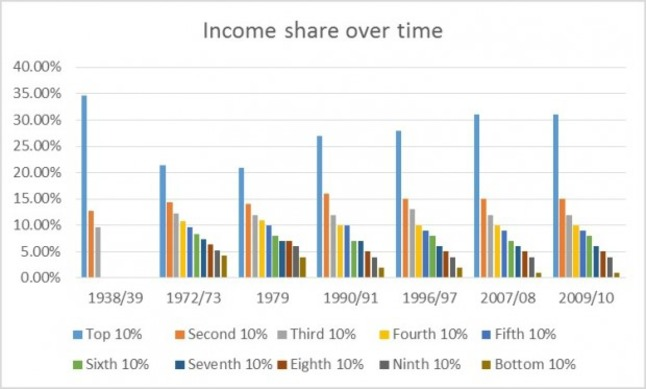 Income share over time
40.00%
35.00%
30.00%
25.00%
20.00%
15.00%
10.00%
5.00%
0.00%
1938/39 1972/73 1979 1990/91 1996/97 2007/08 2009/10
Top 10% Second 10% Third 10% Fourth 10% Fifth 10%
Sixth 10% Seventh 10% Eighth 10% Ninth 10% Bottom 10%